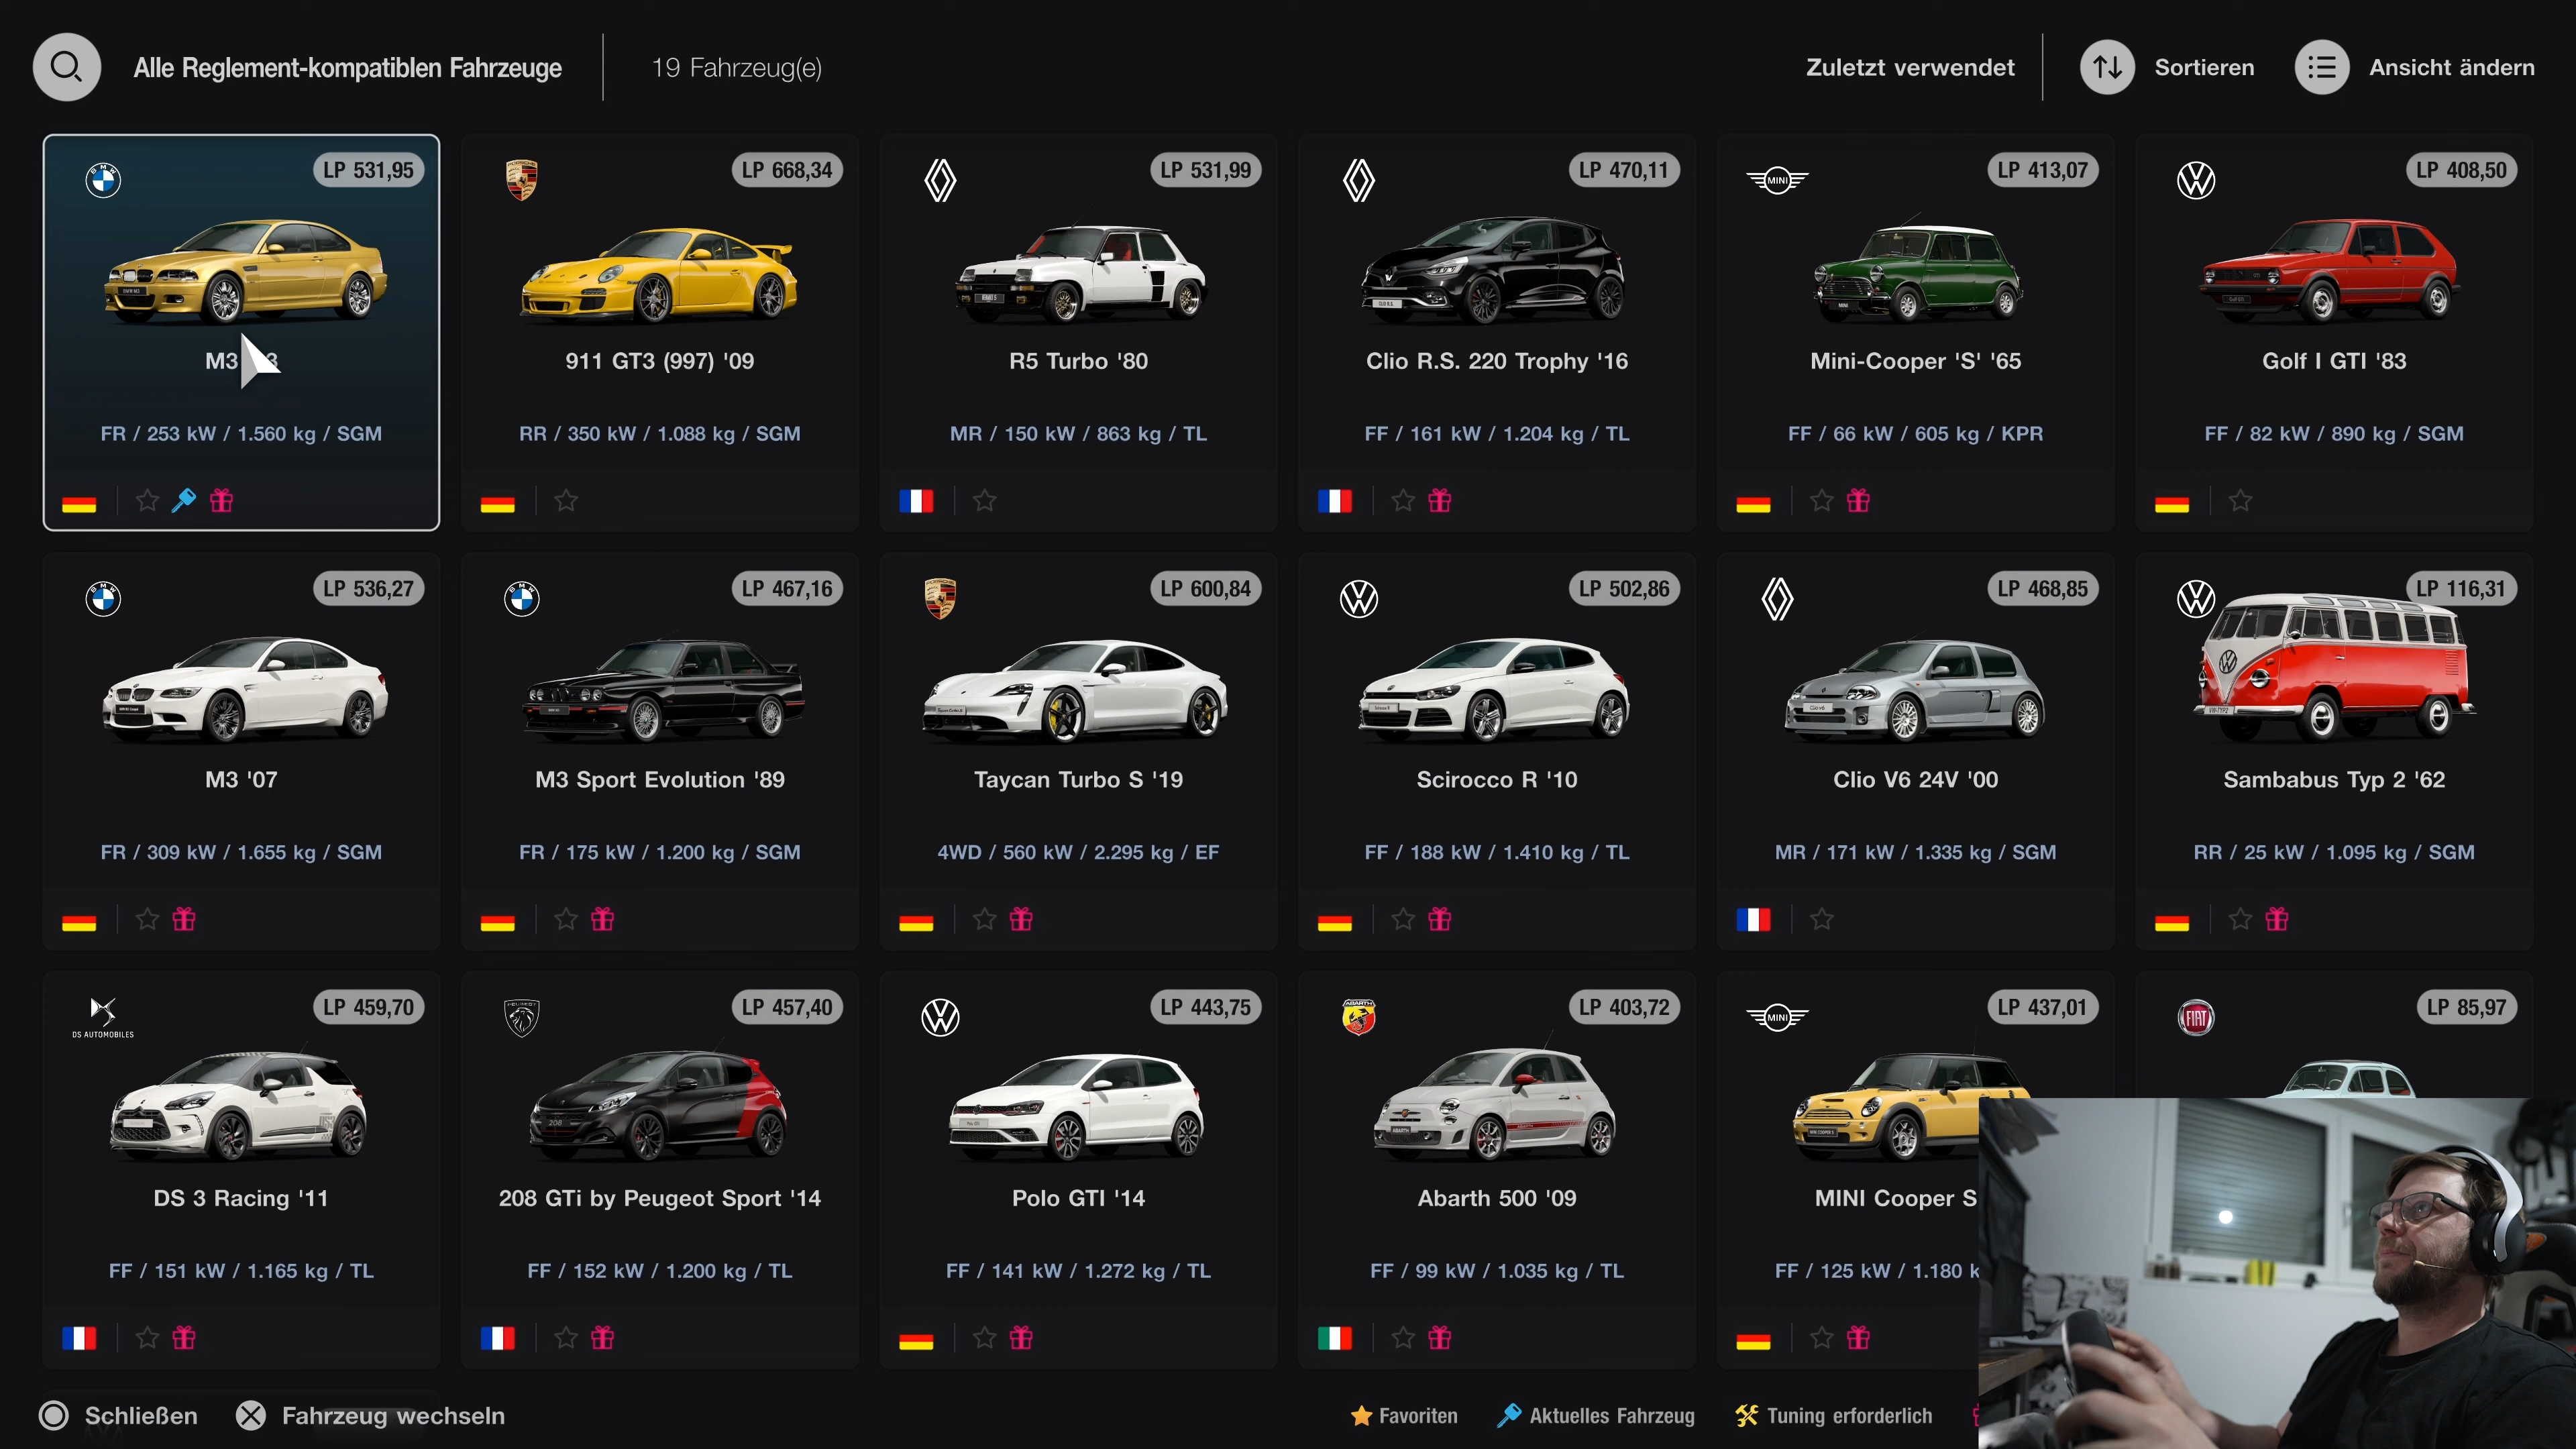 Alle Reglement-kompatiblen Fahrzeuge
19 Fahrzeug(e)
Zuletzt verwendet
Sortieren
Ansicht ändern
LP 531,95
M3
FR / 253 kW / 1.560 kg / SGM
LP 668,34
911 GT3 (997) '09
RR / 350 kW / 1.088 kg / SGM
LP 531,99
R5 Turbo '80
MR / 150 kW / 863 kg / TL
LP 470,11
Clio R.S. 220 Trophy '16
FF / 161 kW / 1.204 kg / TL
MINI
LP 413,07
Mini-Cooper 'S' '65
FF / 66 kW / 605 kg / KPR
LP 408,50
Golf I GTI '83
FF / 82 kW / 890 kg / SGM
LP 536,27
M3 '07
FR / 309 kW / 1.655 kg / SGM
LP 467,16
M3 Sport Evolution '89
FR / 175 kW / 1.200 kg / SGM
LP 600,84
Taycan Turbo S '19
4WD / 560 kW / 2.295 kg / EF
LP 502,86
Scirocco R '10
FF / 188 kW / 1.410 kg / TL
LP 468,85
Clio V6 24V '00
MR / 171 kW / 1.335 kg / SGM
LP 116,31
Sambabus Typ 2 '62
RR / 25 kW / 1.095 kg / SGM
DS AUTOMOBILES
LP 459,70
DS 3 Racing '11
FF / 151 kW / 1.165 kg / TL
PEUGEOT
LP 457,40
208 GTi by Peugeot Sport '14
FF / 152 kW / 1.200 kg / TL
LP 443,75
Polo GTI '14
FF / 141 kW / 1.272 kg / TL
ABARTH
LP 403,72
Abarth 500 '09
FF / 99 kW / 1.035 kg / TL
MINI
LP 437,01
MINI Cooper S
FF / 125 kW / 1.180 k
FIAT
LP 85,97
Schließen
Fahrzeug wechseln
Favoriten
Aktuelles Fahrzeug
Tuning erforderlich